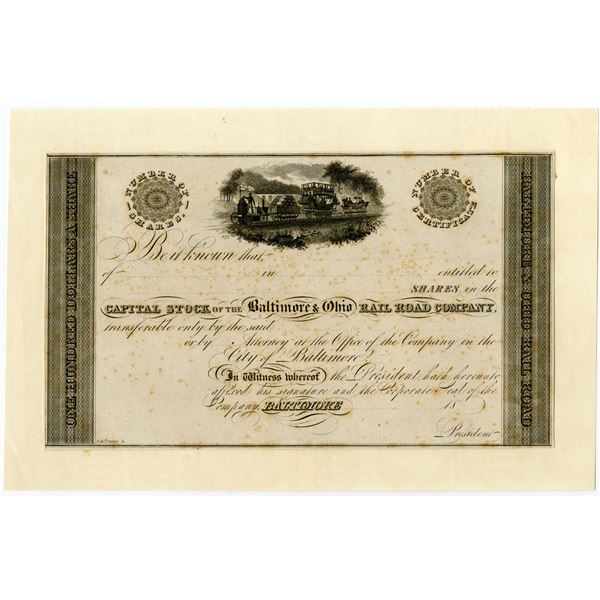 NUMBER OF
SHARES.
NUMBER OF
CERTIFICATE
ONE HUNDRED DOLLARS A SHARE
BALTIMORE & OHIO RAIL ROAD
Be it known that,
of in entitled to
SHARES, in the
CAPITAL STOCK OF THE Baltimore & Ohio RAIL ROAD COMPANY,
transferable only by the said
or by Attorney at the Office of the Company in the
City of Baltimore.
In Witness whereof the President hath hereunto
affixed his signature and the Corporate Seal of the
Company, BALTIMORE 18
President